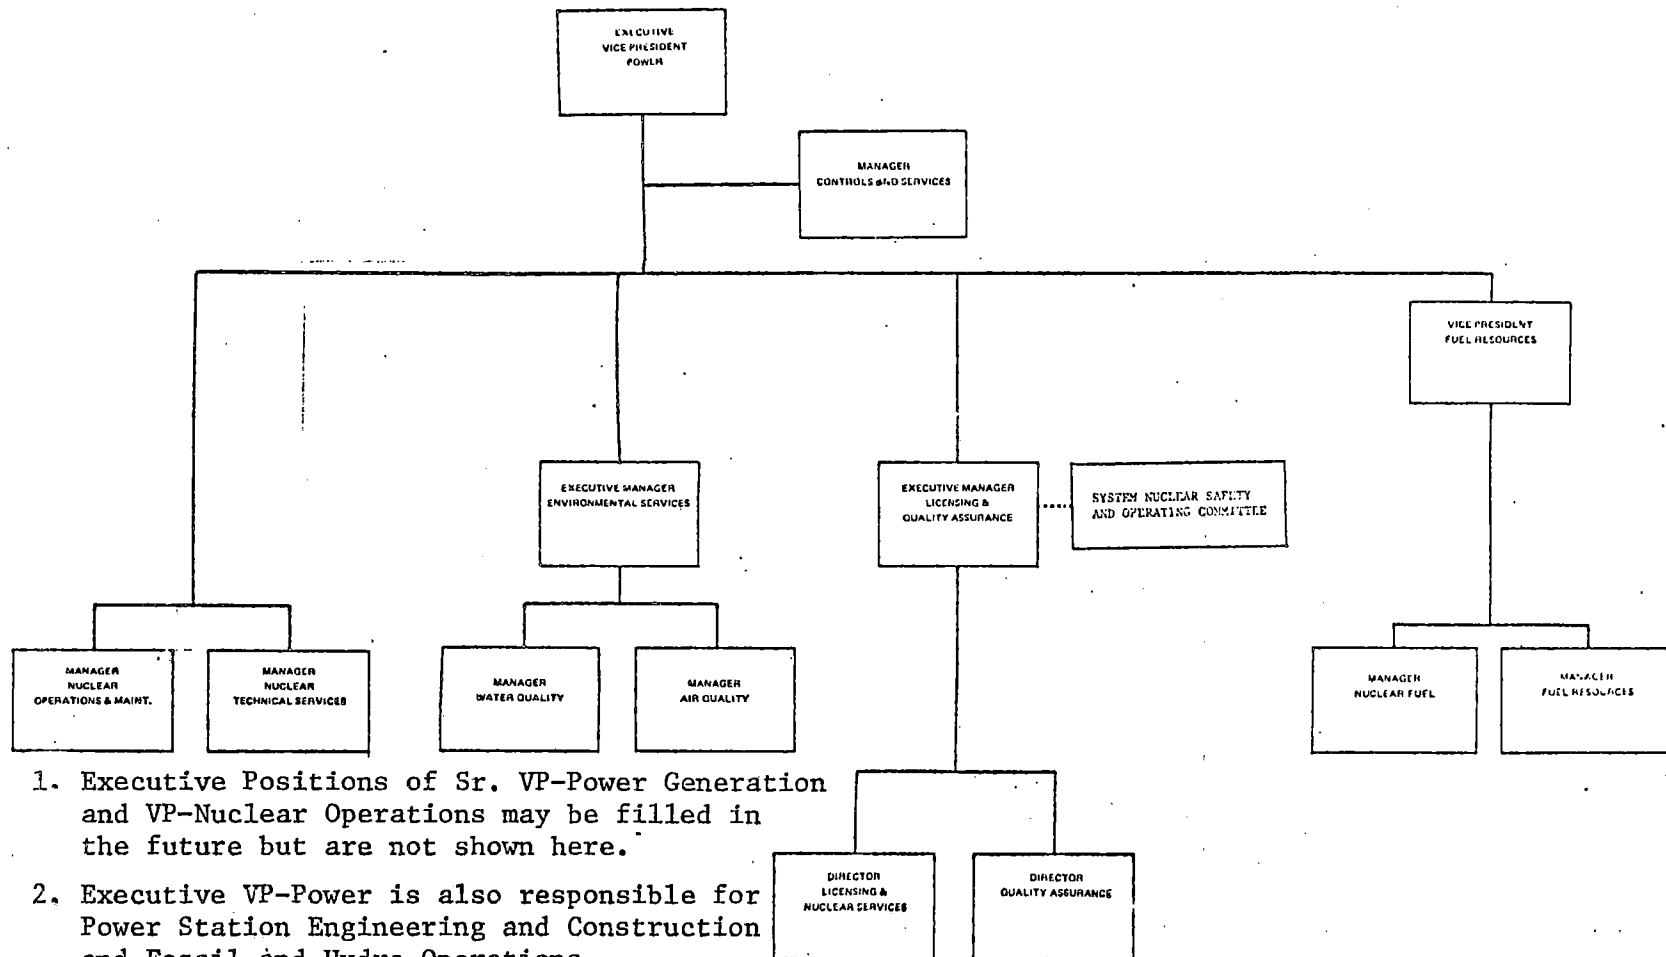 EXECUTIVE
VICE PRESIDENT
POWER
MANAGER
CONTROLS AND SERVICES
VICE PRESIDENT
FUEL RESOURCES
EXECUTIVE MANAGER
ENVIRONMENTAL SERVICES
EXECUTIVE MANAGER
LICENSING &
QUALITY ASSURANCE
SYSTEM NUCLEAR SAFETY
AND OPERATING COMMITTEE
MANAGER
NUCLEAR
OPERATIONS & MAINT.
MANAGER
NUCLEAR
TECHNICAL SERVICES
MANAGER
WATER QUALITY
MANAGER
AIR QUALITY
MANAGER
NUCLEAR FUEL
MANAGER
FUEL RESOURCES
1. Executive Positions of Sr. VP-Power Generation
and VP-Nuclear Operations may be filled in
the future but are not shown here.
2. Executive VP-Power is also responsible for
Power Station Engineering and Construction
and Fossil and Hydro Operations
DIRECTOR
LICENSING &
NUCLEAR SERVICES
DIRECTOR
QUALITY ASSURANCE